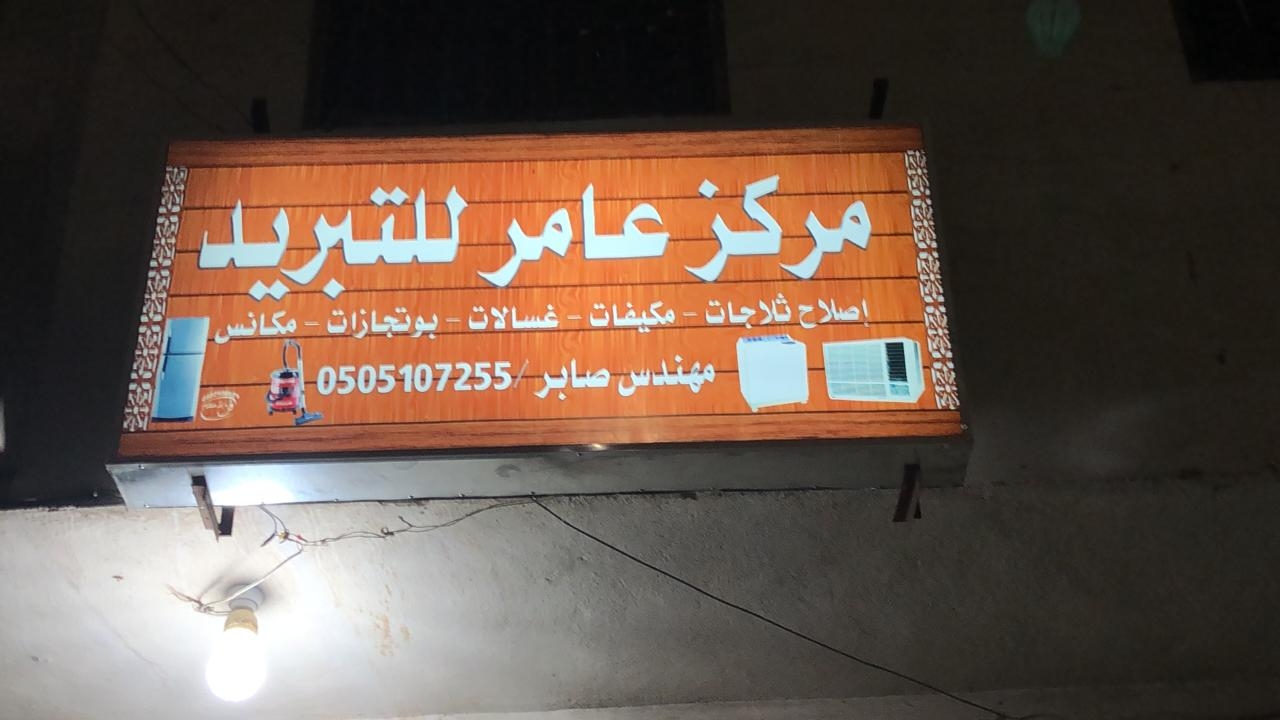 مركز عامر للتبريد
إصلاح ثلاجات - مكيفات - غسالات - بوتجازات - مكانس
مهندس صابر / 0505107255